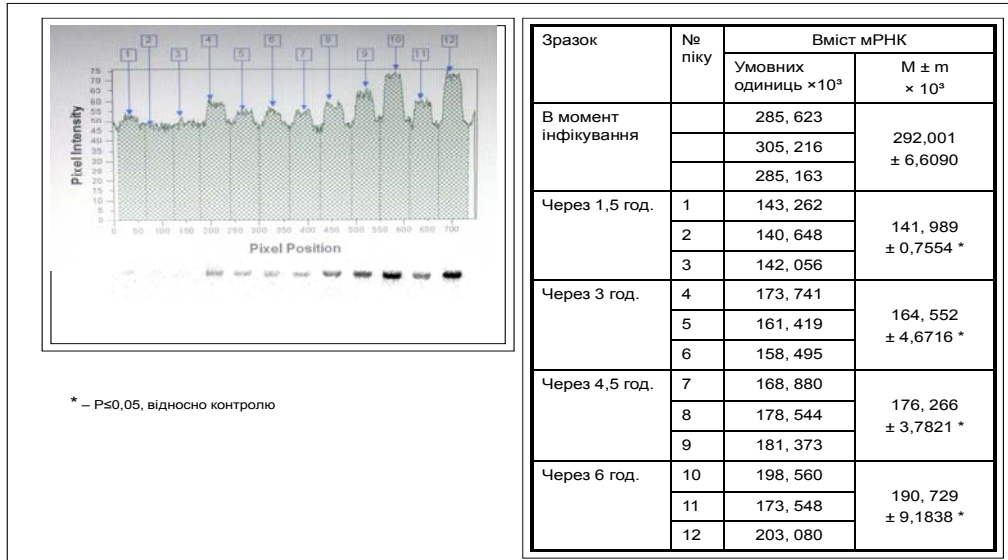 1 2 3 4 5 6 7 8 9 10 11 12
75
70
65
60
55
50
45
40
35
30
25
20
15
10
5
0
Pixel Intensity
0 50 100 150 200 250 300 350 400 450 500 550 600 650 700
Pixel Position
* – P≤0,05, відносно контролю
Зразок № піку Вміст мРНК
Умовних одиниць ×10³ M ± m × 10³
В момент інфікування 285, 623 292,001 ± 6,6090
305, 216
285, 163
Через 1,5 год. 1 143, 262 141, 989 ± 0,7554 *
2 140, 648
3 142, 056
Через 3 год. 4 173, 741 164, 552 ± 4,6716 *
5 161, 419
6 158, 495
Через 4,5 год. 7 168, 880 176, 266 ± 3,7821 *
8 178, 544
9 181, 373
Через 6 год. 10 198, 560 190, 729 ± 9,1838 *
11 173, 548
12 203, 080